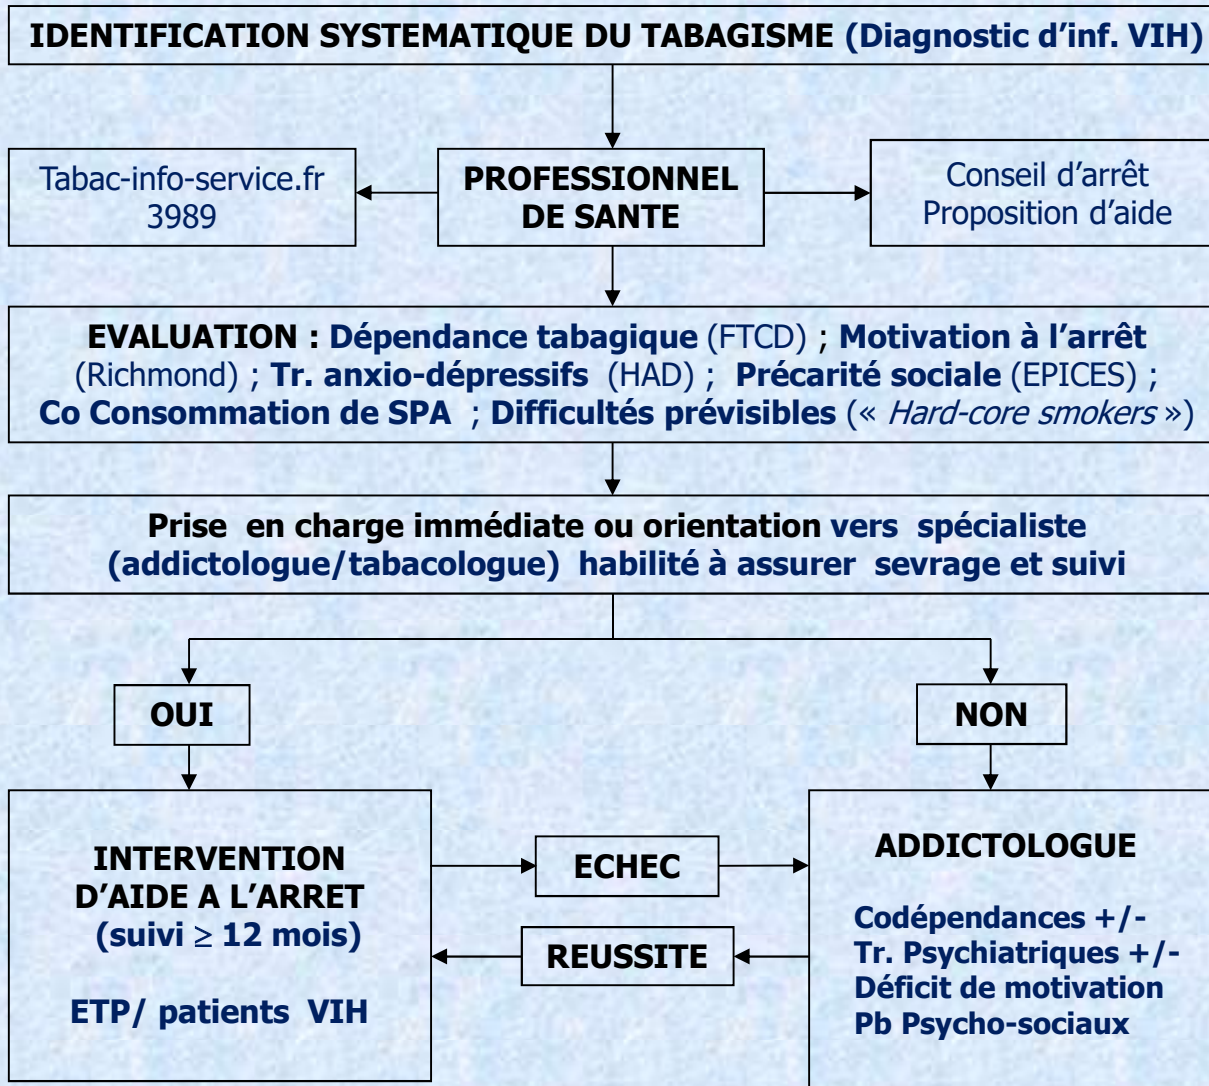 IDENTIFICATION SYSTEMATIQUE DU TABAGISME (Diagnostic d’inf. VIH)
Tabac-info-service.fr
3989
PROFESSIONNEL
DE SANTE
Conseil d’arrêt
Proposition d’aide
EVALUATION : Dépendance tabagique (FTCD) ; Motivation à l’arrêt
(Richmond) ; Tr. anxio-dépressifs (HAD) ; Précarité sociale (EPICES) ;
Co Consommation de SPA ; Difficultés prévisibles (« Hard-core smokers »)
Prise en charge immédiate ou orientation vers spécialiste
(addictologue/tabacologue) habilité à assurer sevrage et suivi
OUI
NON
INTERVENTION
D’AIDE A L’ARRET
(suivi ≥ 12 mois)
ETP/ patients VIH
ECHEC
REUSSITE
ADDICTOLOGUE
Codépendances +/-
Tr. Psychiatriques +/-
Déficit de motivation
Pb Psycho-sociaux